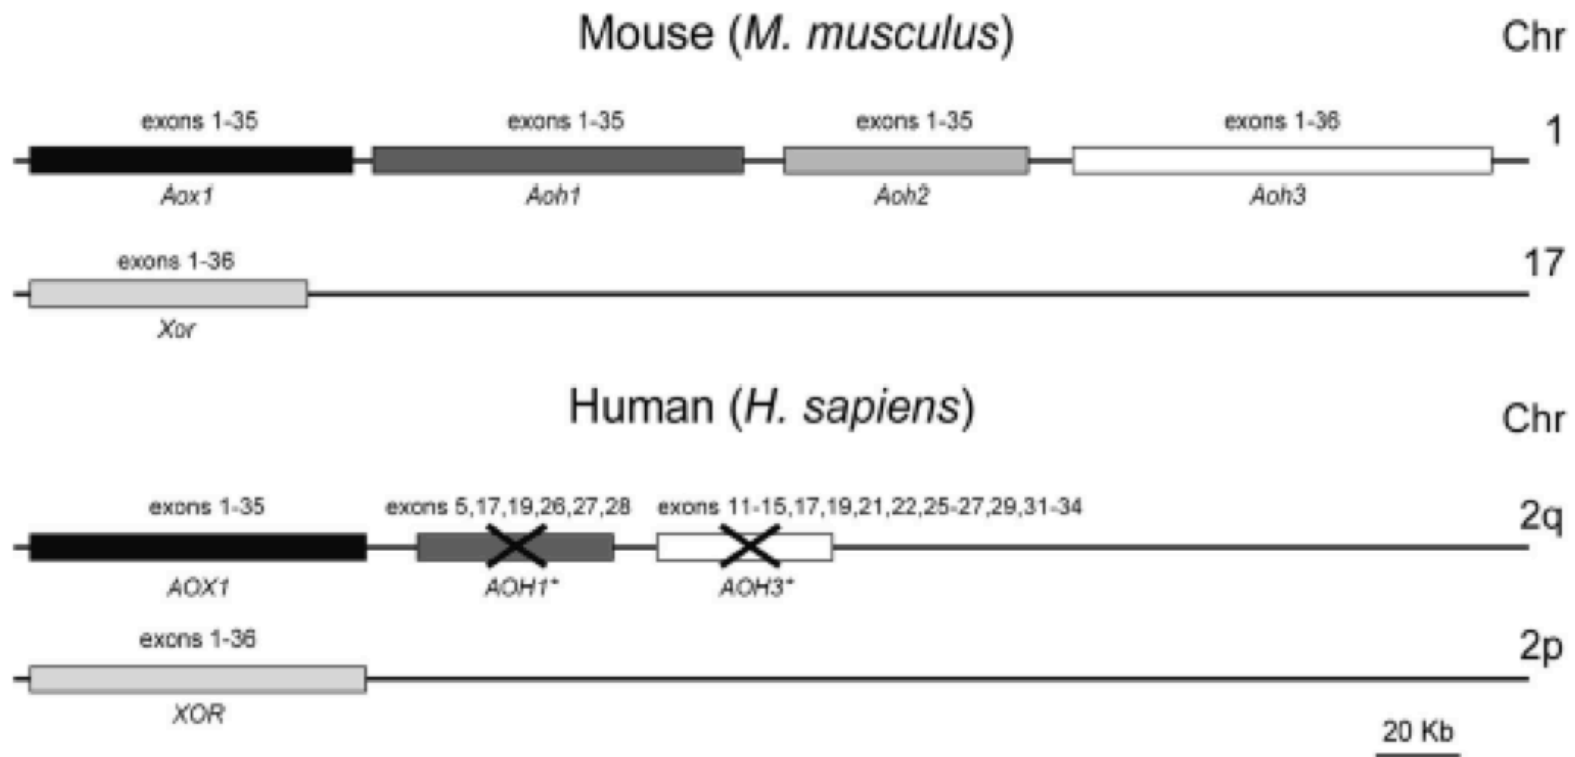 Mouse (M. musculus) Chr
exons 1-35 exons 1-35 exons 1-35 exons 1-36 1
Aox1 Aoh1 Aoh2 Aoh3
exons 1-36 17
Xor
Human (H. sapiens) Chr
exons 1-35 exons 5,17,19,26,27,28 exons 11-15,17,19,21,22,25-27,29,31-34 2q
AOX1 AOH1* AOH3*
exons 1-36 2p
XOR
20 Kb